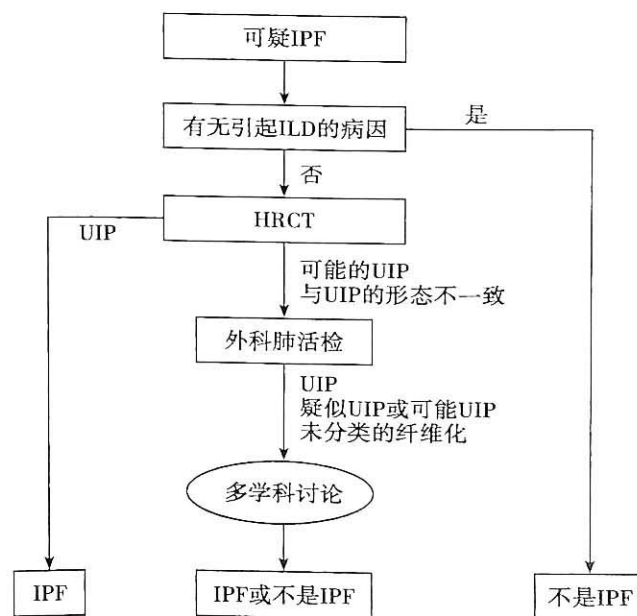 可疑IPF
有无引起ILD的病因
是
否
HRCT
UIP
可能的UIP
与UIP的形态不一致
外科肺活检
UIP
疑似UIP或可能UIP
未分类的纤维化
多学科讨论
IPF
IPF或不是IPF
不是IPF